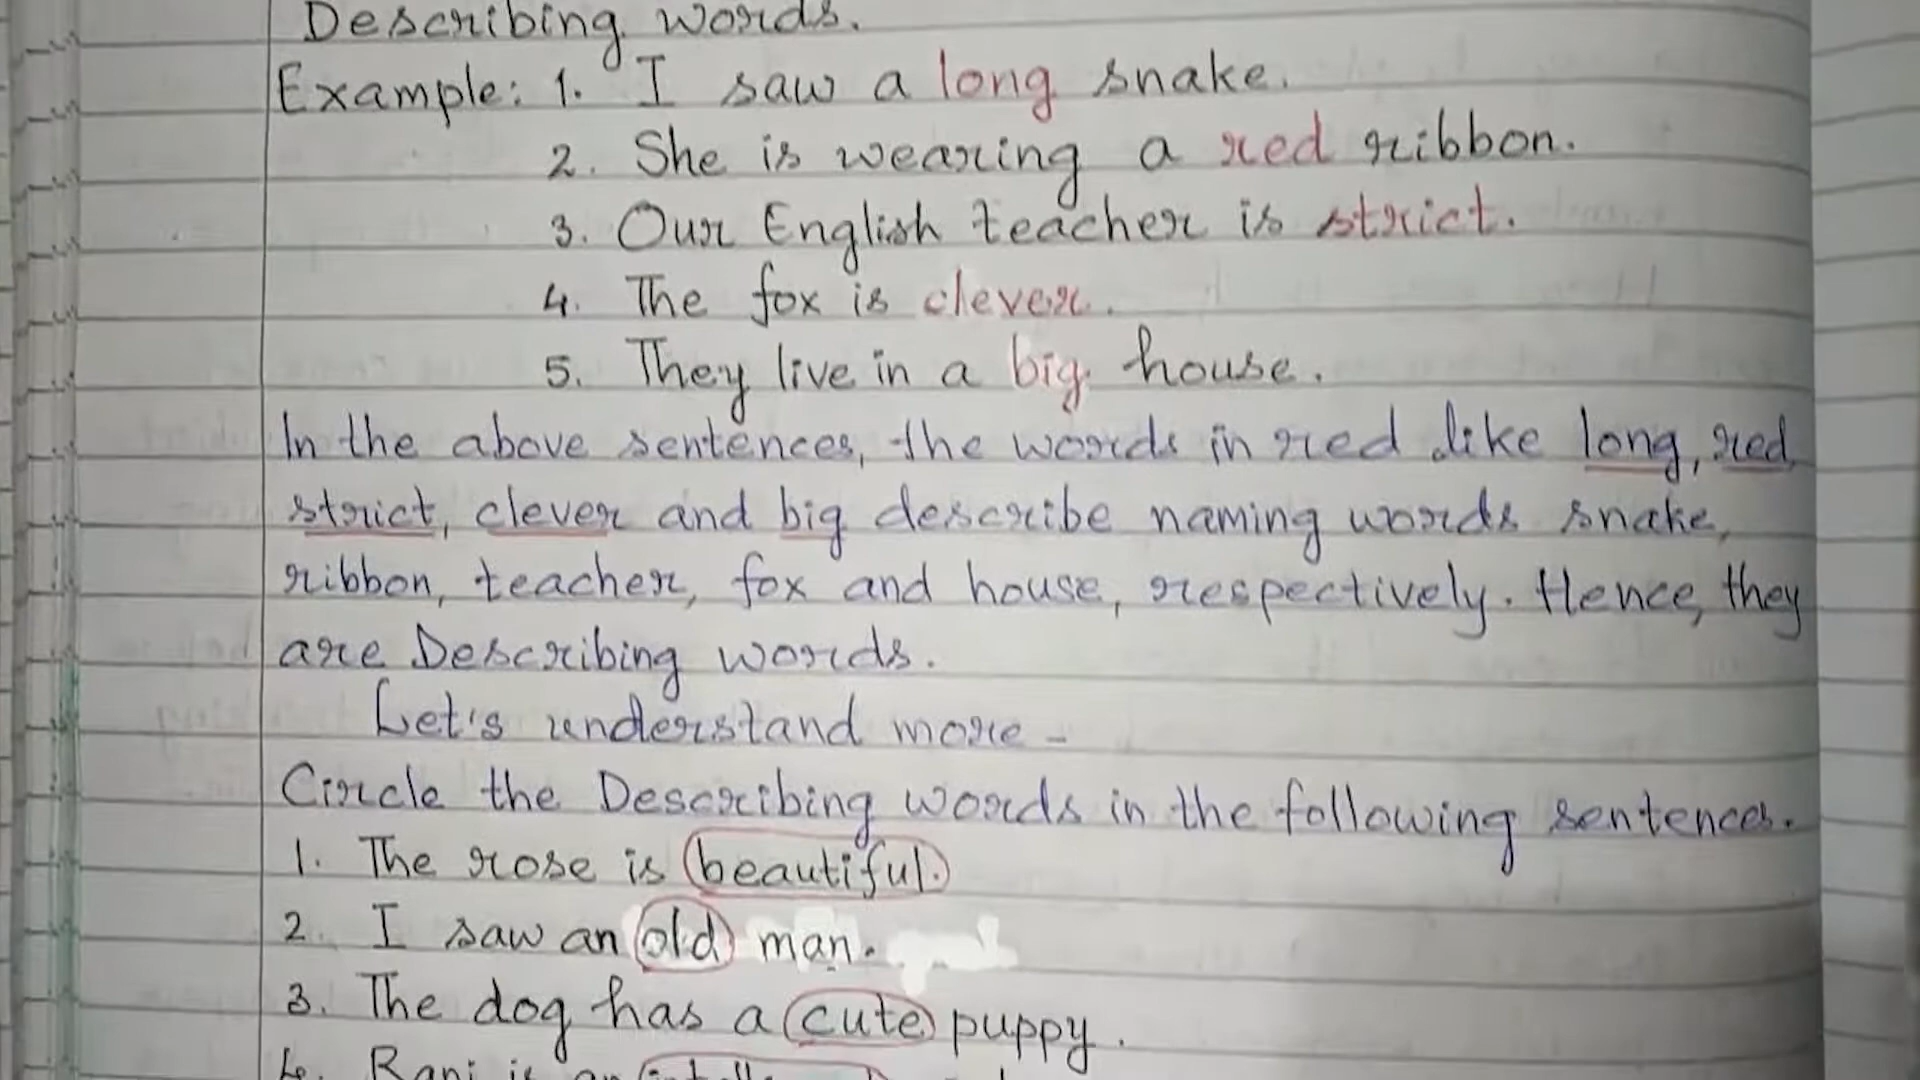 Describing words.
Example: 1. I saw a long snake.
2. She is wearing a red ribbon.
3. Our English teacher is strict.
4. The fox is clever.
5. They live in a big house.
In the above sentences, the words in red like long, red,
strict, clever and big describe naming words snake,
ribbon, teacher, fox and house, respectively. Hence, they
are Describing words.
Let's understand more -
Circle the Describing words in the following sentences.
1. The rose is beautiful.
2. I saw an old man.
3. The dog has a cute puppy.
4. Rani is an